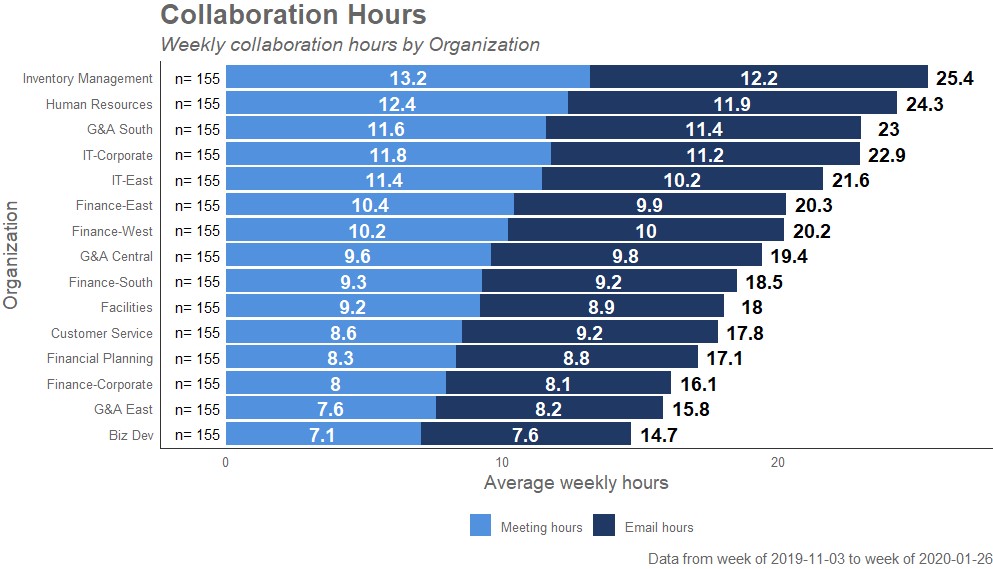 Collaboration Hours
Weekly collaboration hours by Organization
Organization
Inventory Management n= 155 13.2 12.2 25.4
Human Resources n= 155 12.4 11.9 24.3
G&A South n= 155 11.6 11.4 23
IT-Corporate n= 155 11.8 11.2 22.9
IT-East n= 155 11.4 10.2 21.6
Finance-East n= 155 10.4 9.9 20.3
Finance-West n= 155 10.2 10 20.2
G&A Central n= 155 9.6 9.8 19.4
Finance-South n= 155 9.3 9.2 18.5
Facilities n= 155 9.2 8.9 18
Customer Service n= 155 8.6 9.2 17.8
Financial Planning n= 155 8.3 8.8 17.1
Finance-Corporate n= 155 8 8.1 16.1
G&A East n= 155 7.6 8.2 15.8
Biz Dev n= 155 7.1 7.6 14.7
0 10 20
Average weekly hours
Meeting hours Email hours
Data from week of 2019-11-03 to week of 2020-01-26